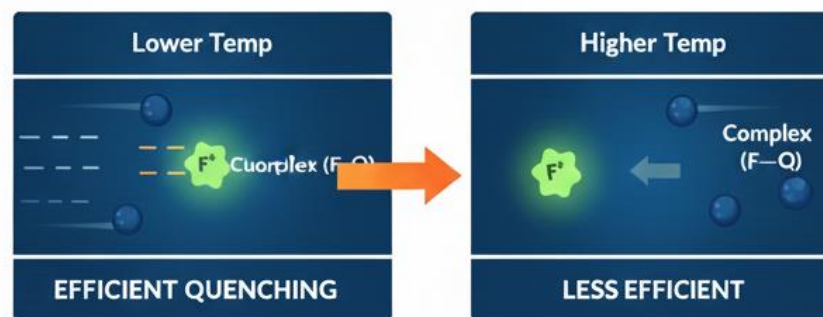 Lower Temp
F*
Cuorplex (F–Q)
EFFICIENT QUENCHING
Higher Temp
F*
Complex
(F—Q)
LESS EFFICIENT